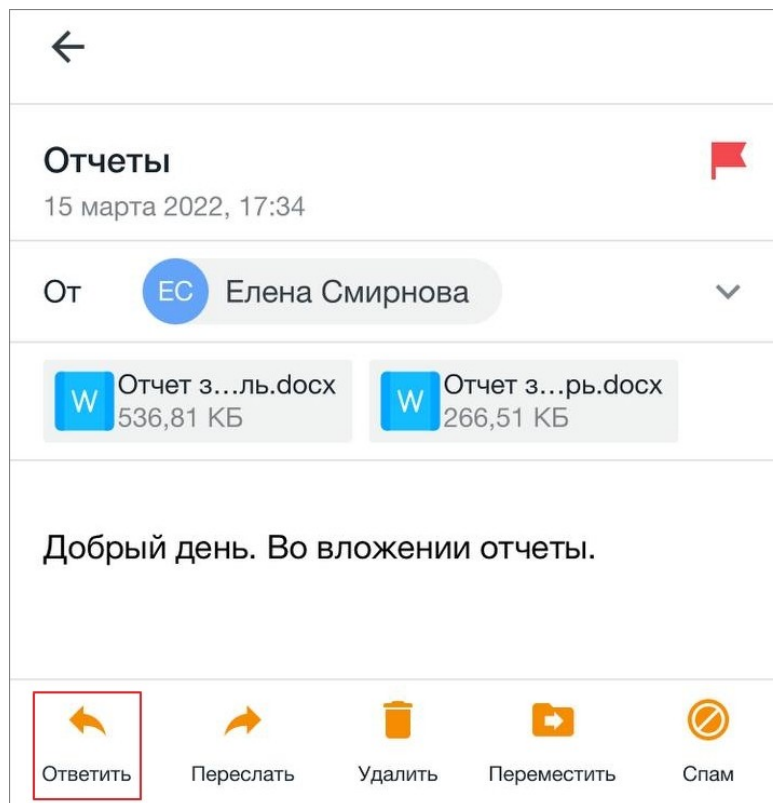 Отчеты
15 марта 2022, 17:34
От ЕС Елена Смирнова
W Отчет з...ль.docx W Отчет з...рь.docx
536,81 КБ 266,51 КБ
Добрый день. Во вложении отчеты.
Ответить Переслать Удалить Переместить Спам